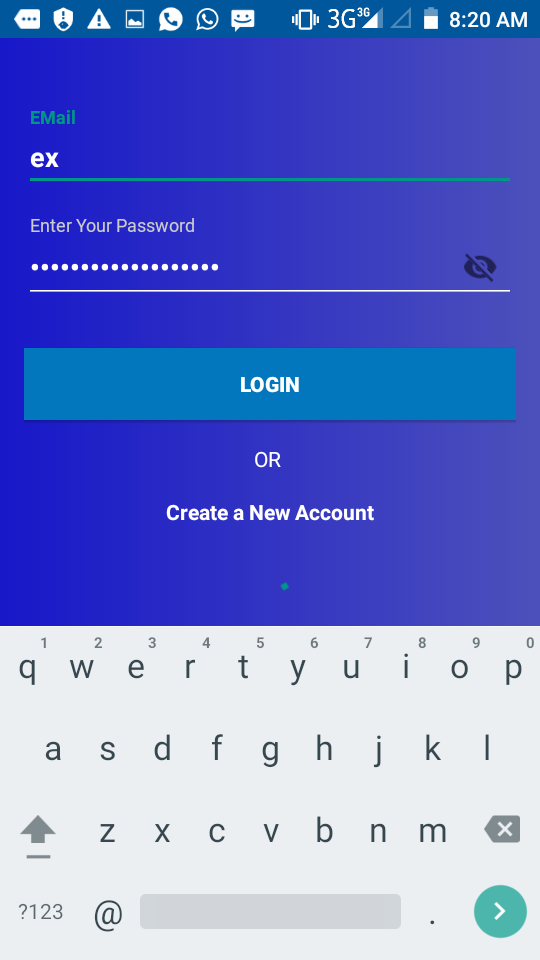 3G 3G 8:20 AM
EMail
ex
Enter Your Password
••••••••••••••••••• 
LOGIN
OR
Create a New Account
1 2 3 4 5 6 7 8 9 0
q w e r t y u i o p
a s d f g h j k l
z x c v b n m
?123 @ .